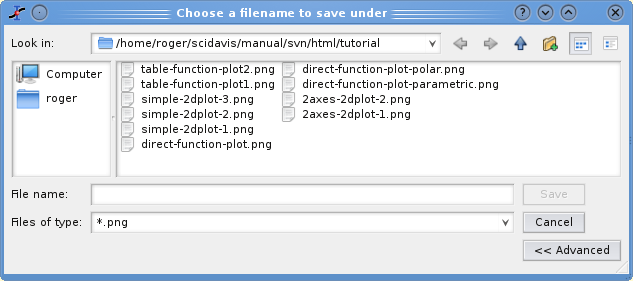 Choose a filename to save under
Look in: /home/roger/scidavis/manual/svn/html/tutorial
Computer
roger
table-function-plot2.png
table-function-plot1.png
simple-2dplot-3.png
simple-2dplot-2.png
simple-2dplot-1.png
direct-function-plot.png
direct-function-plot-polar.png
direct-function-plot-parametric.png
2axes-2dplot-2.png
2axes-2dplot-1.png
File name: Save
Files of type: *.png Cancel
<< Advanced